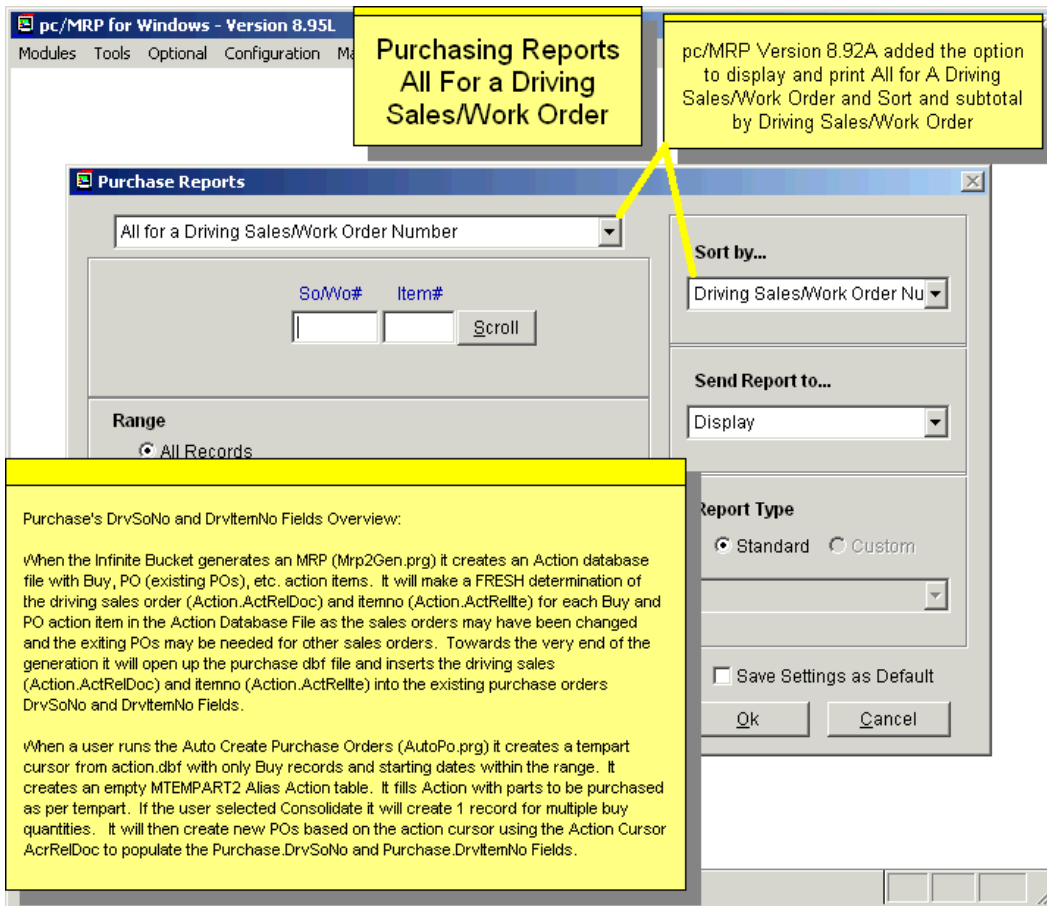 pc/MRP for Windows - Version 8.95L
Modules Tools Optional Configuration
Purchasing Reports
All For a Driving
Sales/Work Order
pc/MRP Version 8.92A added the option
to display and print All for A Driving
Sales/Work Order and Sort and subtotal
by Driving Sales/Work Order
Purchase Reports
All for a Driving Sales/Work Order Number
So/Wo# Item#
Scroll
Sort by...
Driving Sales/Work Order Nu
Send Report to...
Display
Range
All Records
Report Type
Standard Custom
Save Settings as Default
Ok Cancel
Purchase's DrvSoNo and DrvItemNo Fields Overview:
When the Infinite Bucket generates an MRP (Mrp2Gen.prg) it creates an Action database
file with Buy, PO (existing POs), etc. action items. It will make a FRESH determination of
the driving sales order (Action.ActRelDoc) and itemno (Action.ActRelIte) for each Buy and
PO action item in the Action Database File as the sales orders may have been changed
and the exiting POs may be needed for other sales orders. Towards the very end of the
generation it will open up the purchase dbf file and inserts the driving sales
(Action.ActRelDoc) and itemno (Action.ActRelIte) into the existing purchase orders
DrvSoNo and DrvItemNo Fields.
When a user runs the Auto Create Purchase Orders (AutoPo.prg) it creates a tempart
cursor from action.dbf with only Buy records and starting dates within the range. It
creates an empty MTEMPART2 Alias Action table. It fills Action with parts to be purchased
as per tempart. If the user selected Consolidate it will create 1 record for multiple buy
quantities. It will then create new POs based on the action cursor using the Action Cursor
AcrRelDoc to populate the Purchase.DrvSoNo and Purchase.DrvItemNo Fields.